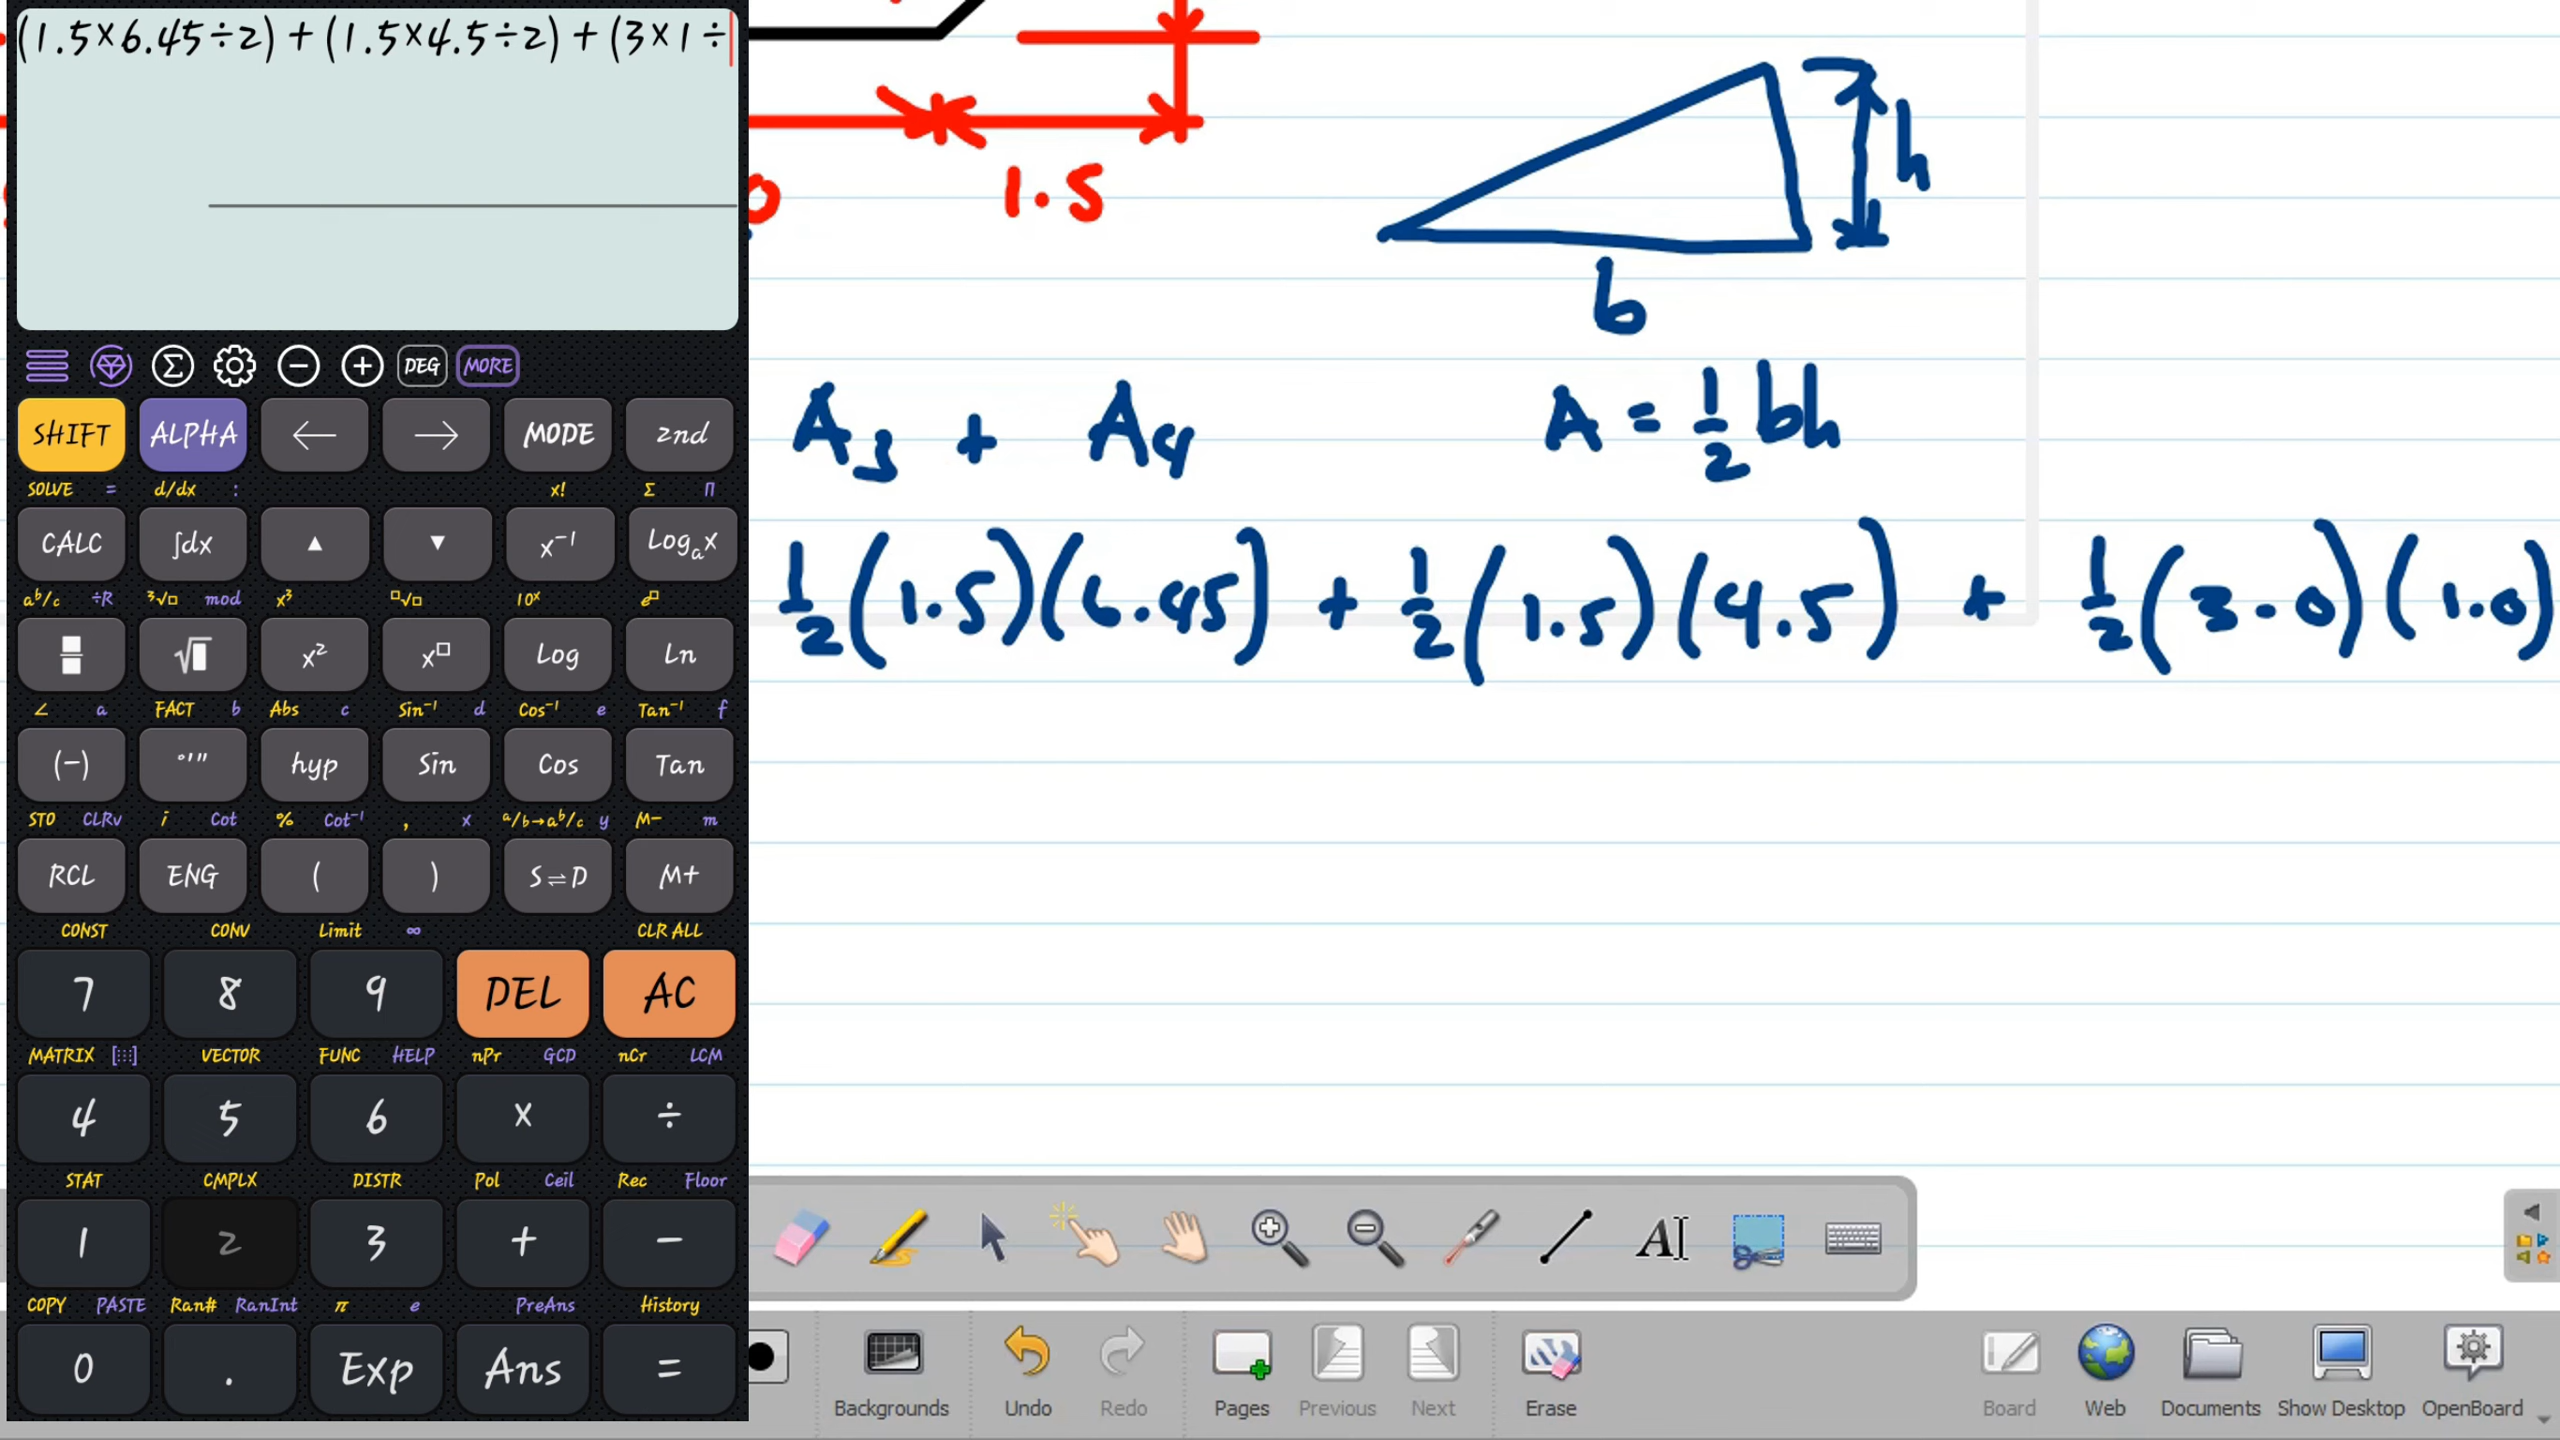 (1.5×6.45÷2)+(1.5×4.5÷2)+(3×1÷
1.5
h
b
DEG MORE
A3 + A4
A = 1/2 bh
SHIFT ALPHA ← → MODE 2nd
SOLVE = d/dx : x! Σ Π
CALC ∫dx ▲ ▼ x⁻¹ Logₐx
1/2(1.5)(6.45) + 1/2(1.5)(4.5) + 1/2(3.0)(1.0)
a^b/c ÷R ³√□ mod x³ □√□ 10ˣ e□
√ x² x□ Log Ln
∠ a FACT b Abs c Sin⁻¹ d Cos⁻¹ e Tan⁻¹ f
(−) °'" hyp Sin Cos Tan
STO CLRv i Cot % Cot⁻¹ , x a/b→a^b/c y M− m
RCL ENG ( ) S⇌D M+
CONST CONV Limit ∞ CLR ALL
7 8 9 DEL AC
MATRIX [:::] VECTOR FUNC HELP nPr GCD nCr LCM
4 5 6 × ÷
STAT CMPLX DISTR Pol Ceil Rec Floor
1 2 3 + −
COPY PASTE Ran# RanInt π e PreAns History
0 . Exp Ans =
Backgrounds Undo Redo Pages Previous Next Erase Board Web Documents Show Desktop OpenBoard